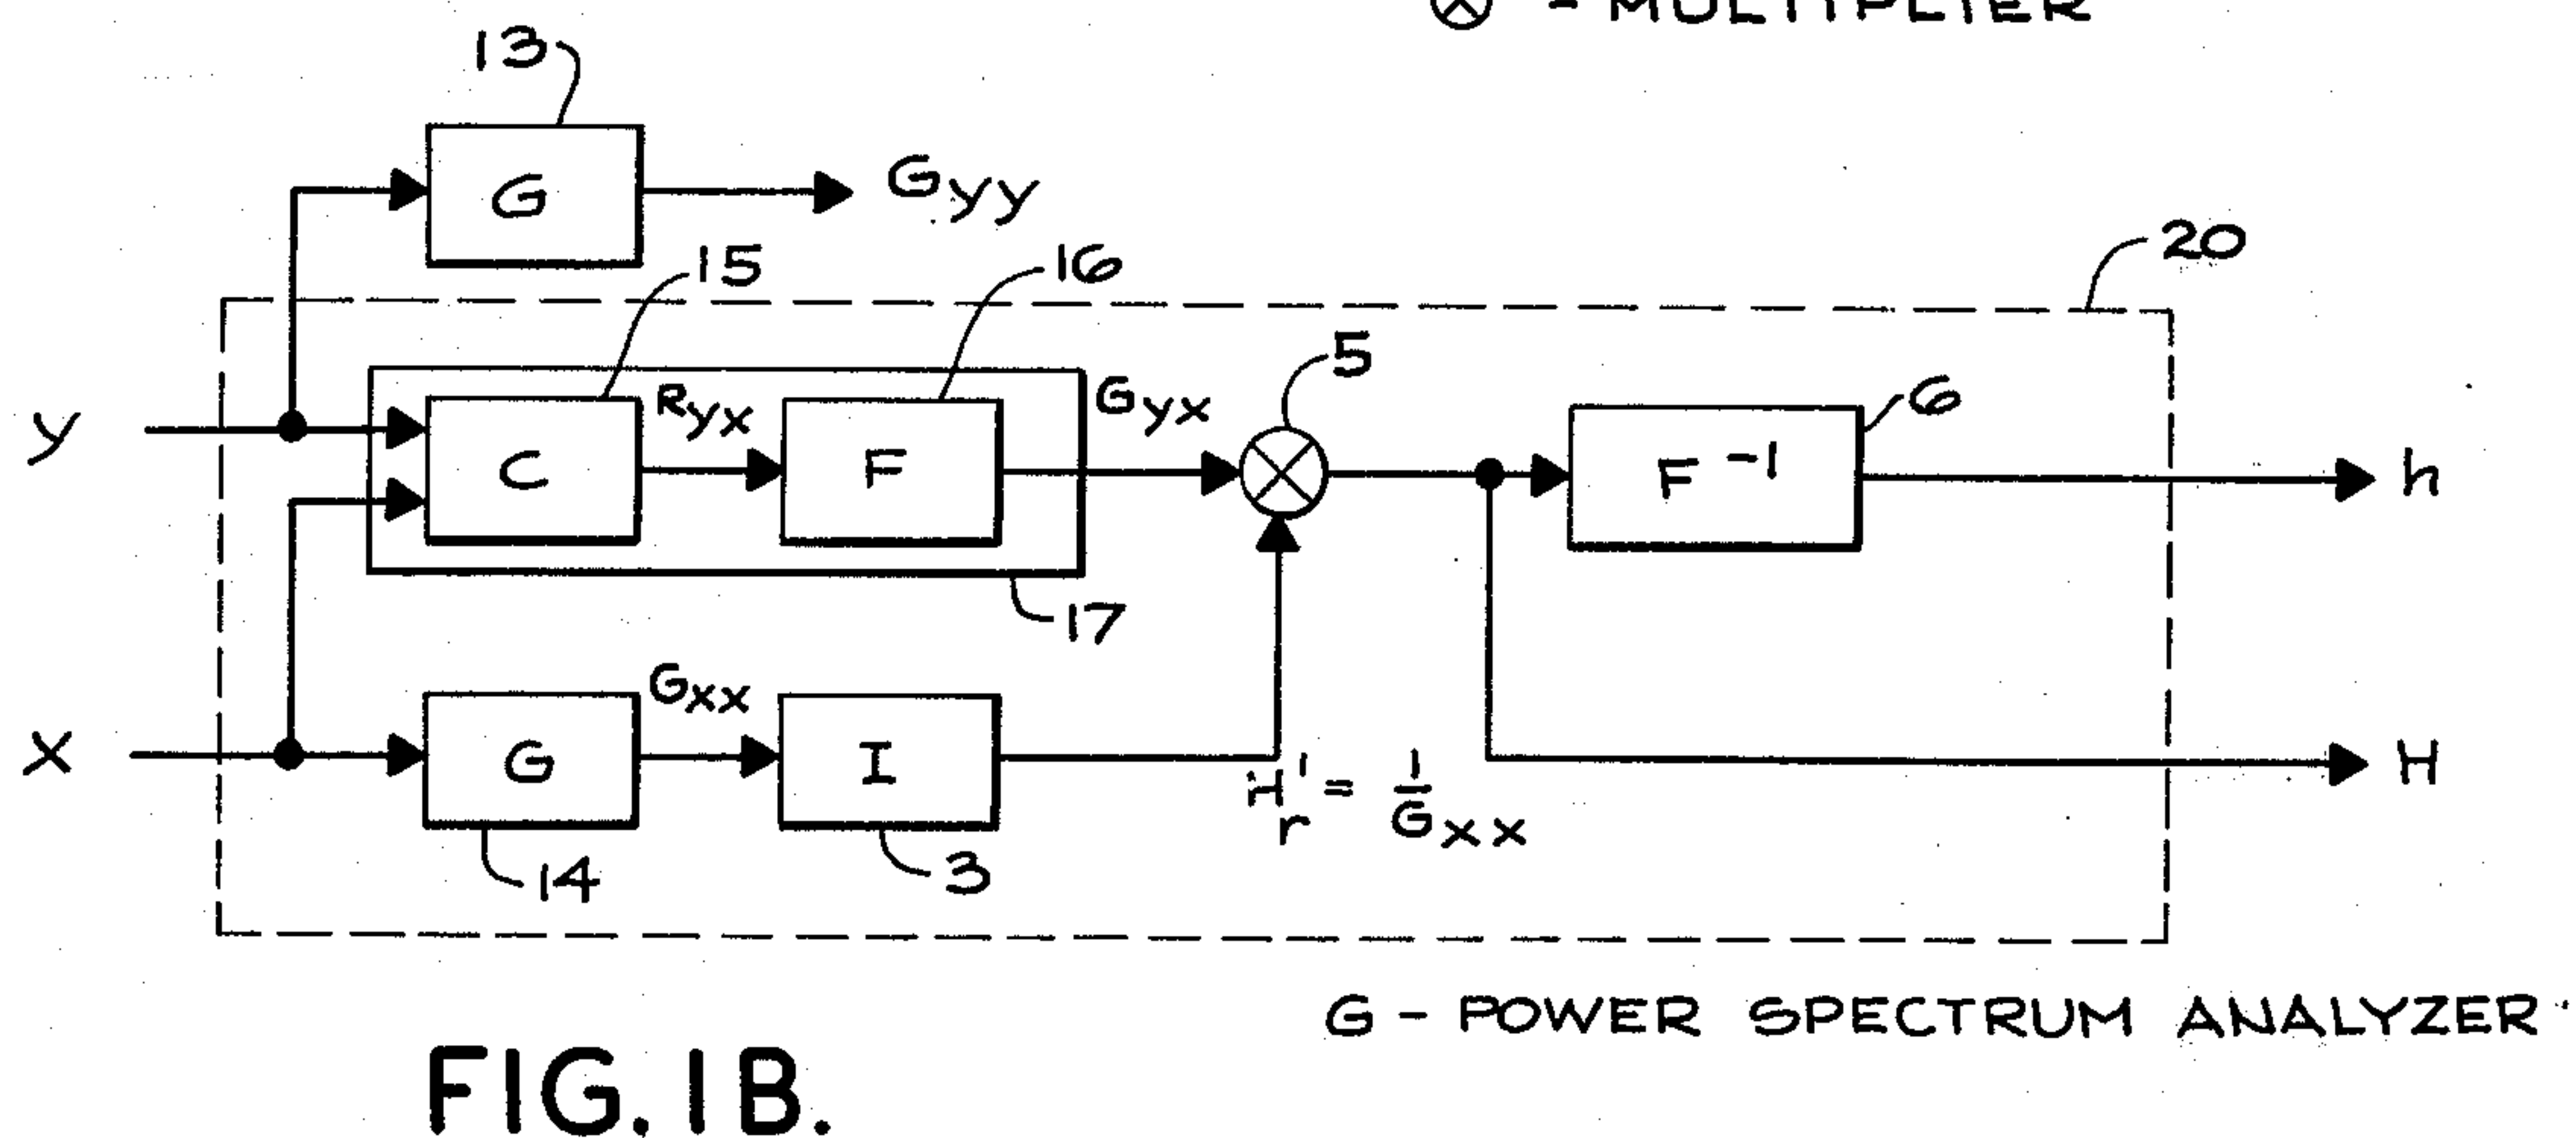 ⊗ - MULTIPLIER
13
G
Gyy
15
16
20
5
y
C
Ryx
F
Gyx
6
F⁻¹
h
17
x
G
Gxx
I
H'r = 1/Gxx
H
14
3
G - POWER SPECTRUM ANALYZER
FIG. 1B.